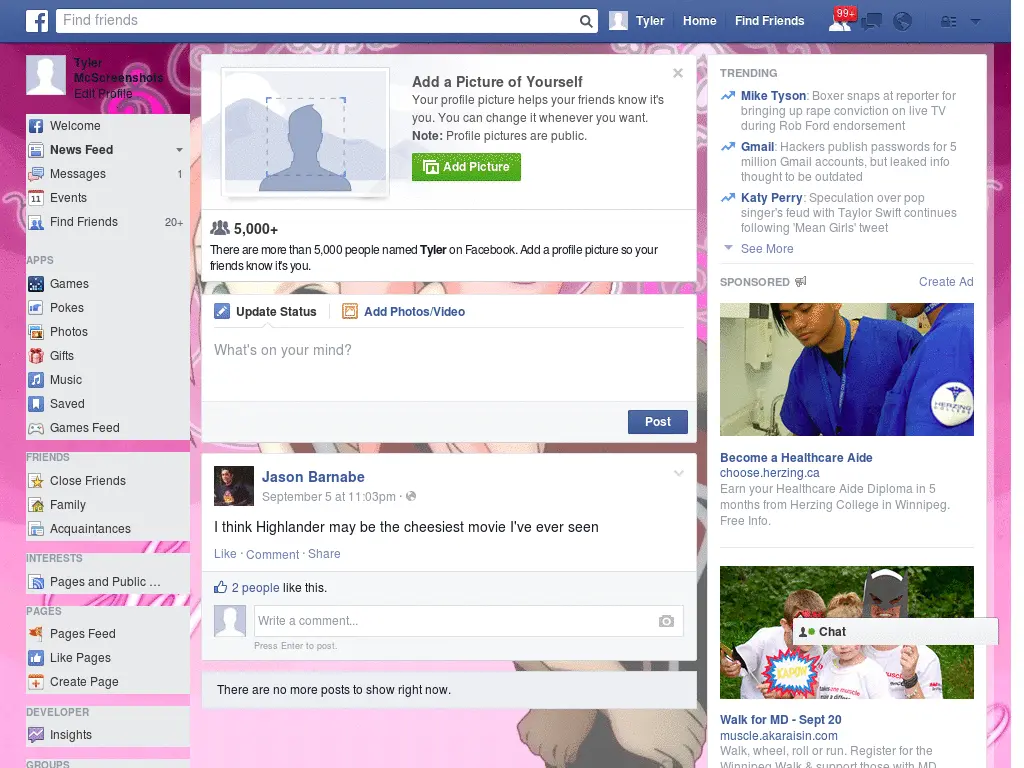 Find friends
Tyler
Home
Find Friends
99+
Tyler
McScreenshots
Edit Profile
Welcome
News Feed
Messages 1
11 Events
Find Friends 20+
APPS
Games
Pokes
Photos
Gifts
Music
Saved
Games Feed
FRIENDS
Close Friends
Family
Acquaintances
INTERESTS
Pages and Public ...
PAGES
Pages Feed
Like Pages
Create Page
DEVELOPER
Insights
GROUPS
Add a Picture of Yourself
Your profile picture helps your friends know it's
you. You can change it whenever you want.
Note: Profile pictures are public.
Add Picture
5,000+
There are more than 5,000 people named Tyler on Facebook. Add a profile picture so your
friends know it's you.
Update Status
Add Photos/Video
What's on your mind?
Post
Jason Barnabe
September 5 at 11:03pm ·
I think Highlander may be the cheesiest movie I've ever seen
Like · Comment · Share
2 people like this.
Write a comment...
Press Enter to post.
There are no more posts to show right now.
TRENDING
Mike Tyson: Boxer snaps at reporter for
bringing up rape conviction on live TV
during Rob Ford endorsement
Gmail: Hackers publish passwords for 5
million Gmail accounts, but leaked info
thought to be outdated
Katy Perry: Speculation over pop
singer's feud with Taylor Swift continues
following 'Mean Girls' tweet
See More
SPONSORED
Create Ad
HERZING
COLLEGE
Become a Healthcare Aide
choose.herzing.ca
Earn your Healthcare Aide Diploma in 5
months from Herzing College in Winnipeg.
Free Info.
Chat
KAPOW
Walk for MD - Sept 20
muscle.akaraisin.com
Walk, wheel, roll or run. Register for the
Winnipeg Walk & support those with MD